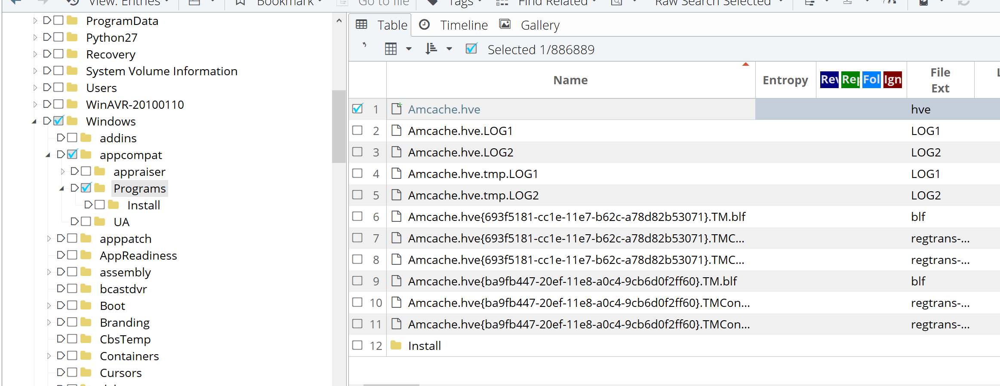 View: Entries Bookmark Go to file Tags Find Related Raw Search Selected
ProgramData
Python27
Recovery
System Volume Information
Users
WinAVR-20100110
Windows
addins
appcompat
appraiser
Programs
Install
UA
apppatch
AppReadiness
assembly
bcastdvr
Boot
Branding
CbsTemp
Containers
Cursors
Table Timeline Gallery
Selected 1/886889
Name Entropy Rev Rep Fol Ign File Ext
1 Amcache.hve hve
2 Amcache.hve.LOG1 LOG1
3 Amcache.hve.LOG2 LOG2
4 Amcache.hve.tmp.LOG1 LOG1
5 Amcache.hve.tmp.LOG2 LOG2
6 Amcache.hve{693f5181-cc1e-11e7-b62c-a78d82b53071}.TM.blf blf
7 Amcache.hve{693f5181-cc1e-11e7-b62c-a78d82b53071}.TMC... regtrans-...
8 Amcache.hve{693f5181-cc1e-11e7-b62c-a78d82b53071}.TMC... regtrans-...
9 Amcache.hve{ba9fb447-20ef-11e8-a0c4-9cb6d0f2ff60}.TM.blf blf
10 Amcache.hve{ba9fb447-20ef-11e8-a0c4-9cb6d0f2ff60}.TMCon... regtrans-...
11 Amcache.hve{ba9fb447-20ef-11e8-a0c4-9cb6d0f2ff60}.TMCon... regtrans-...
12 Install